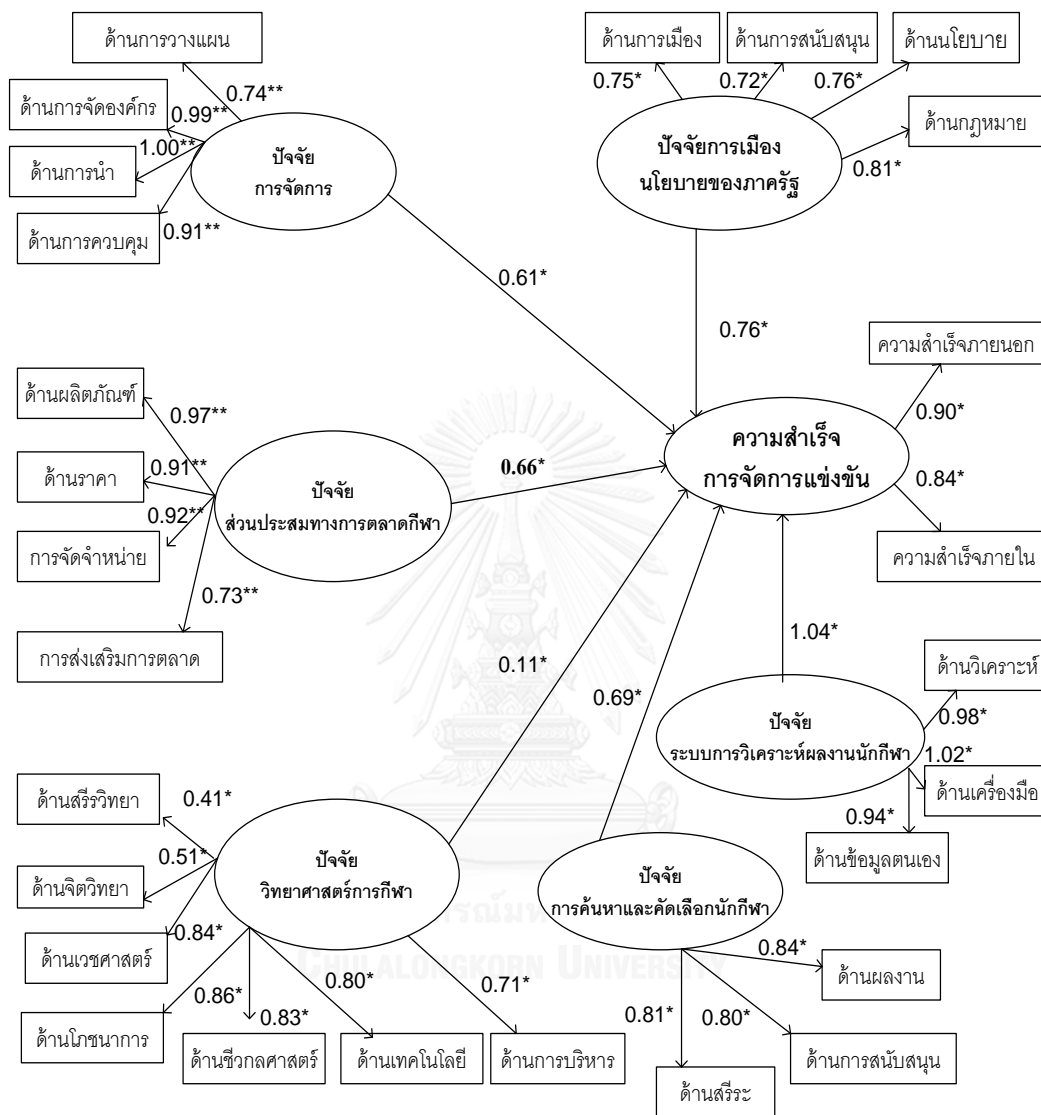 ด้านการวางแผน
0.74**
ด้านการจัดองค์กร
0.99**
1.00**
ด้านการนำ
ด้านการควบคุม
0.91**
ปัจจัย
การจัดการ
0.61*
ด้านการเมือง
ด้านการสนับสนุน
ด้านนโยบาย
0.75*
0.72*
0.76*
ด้านกฎหมาย
0.81*
ปัจจัยการเมือง
นโยบายของภาครัฐ
0.76*
ความสำเร็จภายนอก
0.90*
ความสำเร็จ
การจัดการแข่งขัน
0.84*
ความสำเร็จภายใน
ด้านผลิตภัณฑ์
0.97**
ด้านราคา
0.91**
0.92**
การจัดจำหน่าย
0.73**
การส่งเสริมการตลาด
ปัจจัย
ส่วนประสมทางการตลาดกีฬา
0.66*
0.11*
0.69*
1.04*
ด้านวิเคราะห์
0.98*
ปัจจัย
ระบบการวิเคราะห์ผลงานนักกีฬา
1.02*
ด้านเครื่องมือ
0.94*
ด้านข้อมูลตนเอง
ด้านสรีรวิทยา
0.41*
0.51*
ด้านจิตวิทยา
0.84*
ด้านเวชศาสตร์
0.86*
ด้านโภชนาการ
0.83*
ด้านชีวกลศาสตร์
0.80*
ด้านเทคโนโลยี
0.71*
ด้านการบริหาร
ปัจจัย
วิทยาศาสตร์การกีฬา
ปัจจัย
การค้นหาและคัดเลือกนักกีฬา
0.84*
ด้านผลงาน
0.81*
0.80*
ด้านการสนับสนุน
ด้านสรีระ
CHULALONGKORN UNIVERSITY